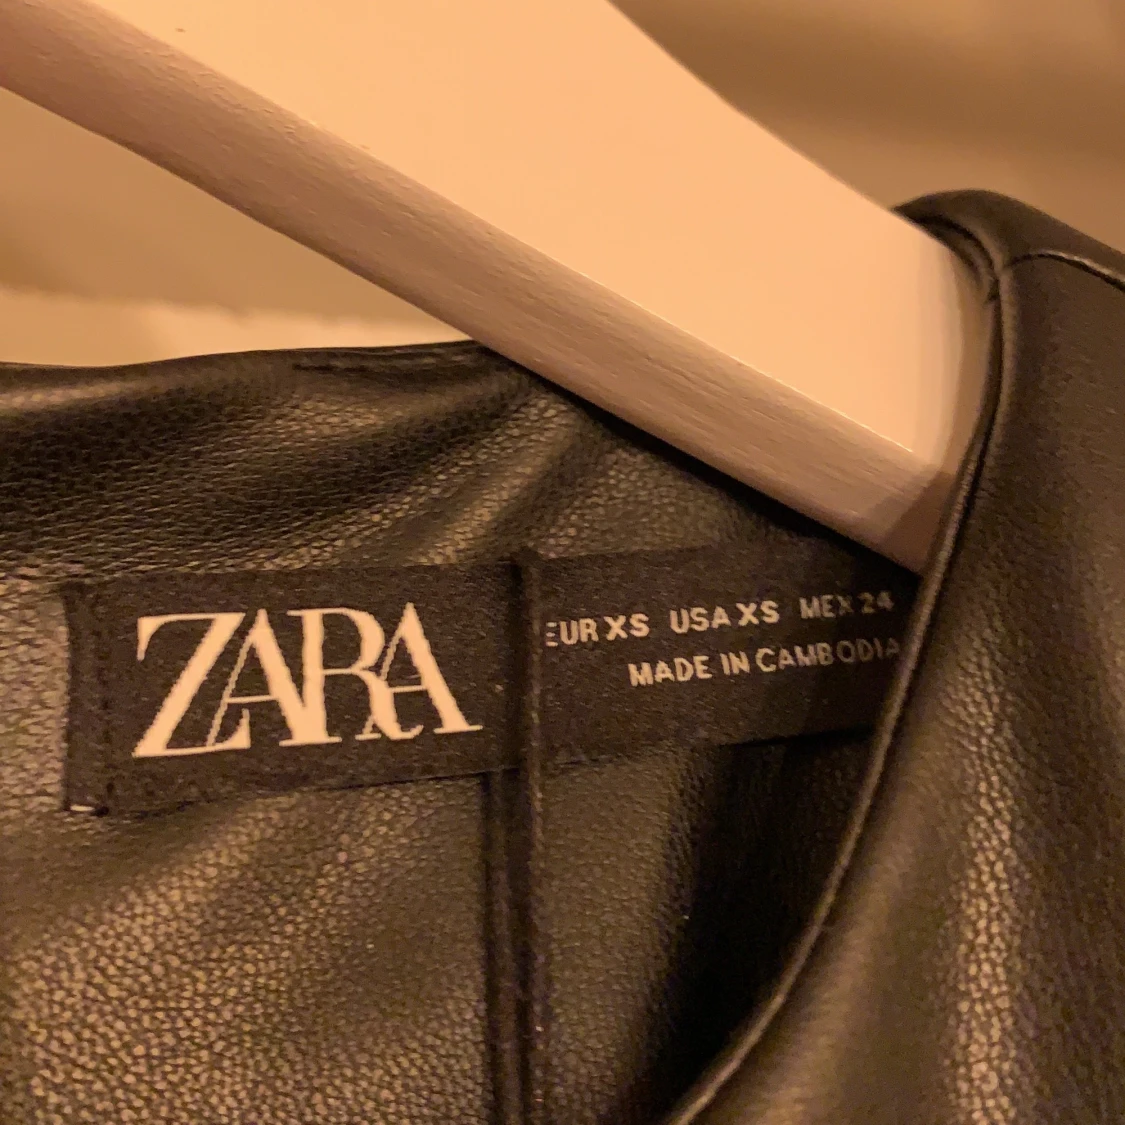 ZARA
EUR XS USA XS MEX 24
MADE IN CAMBODIA